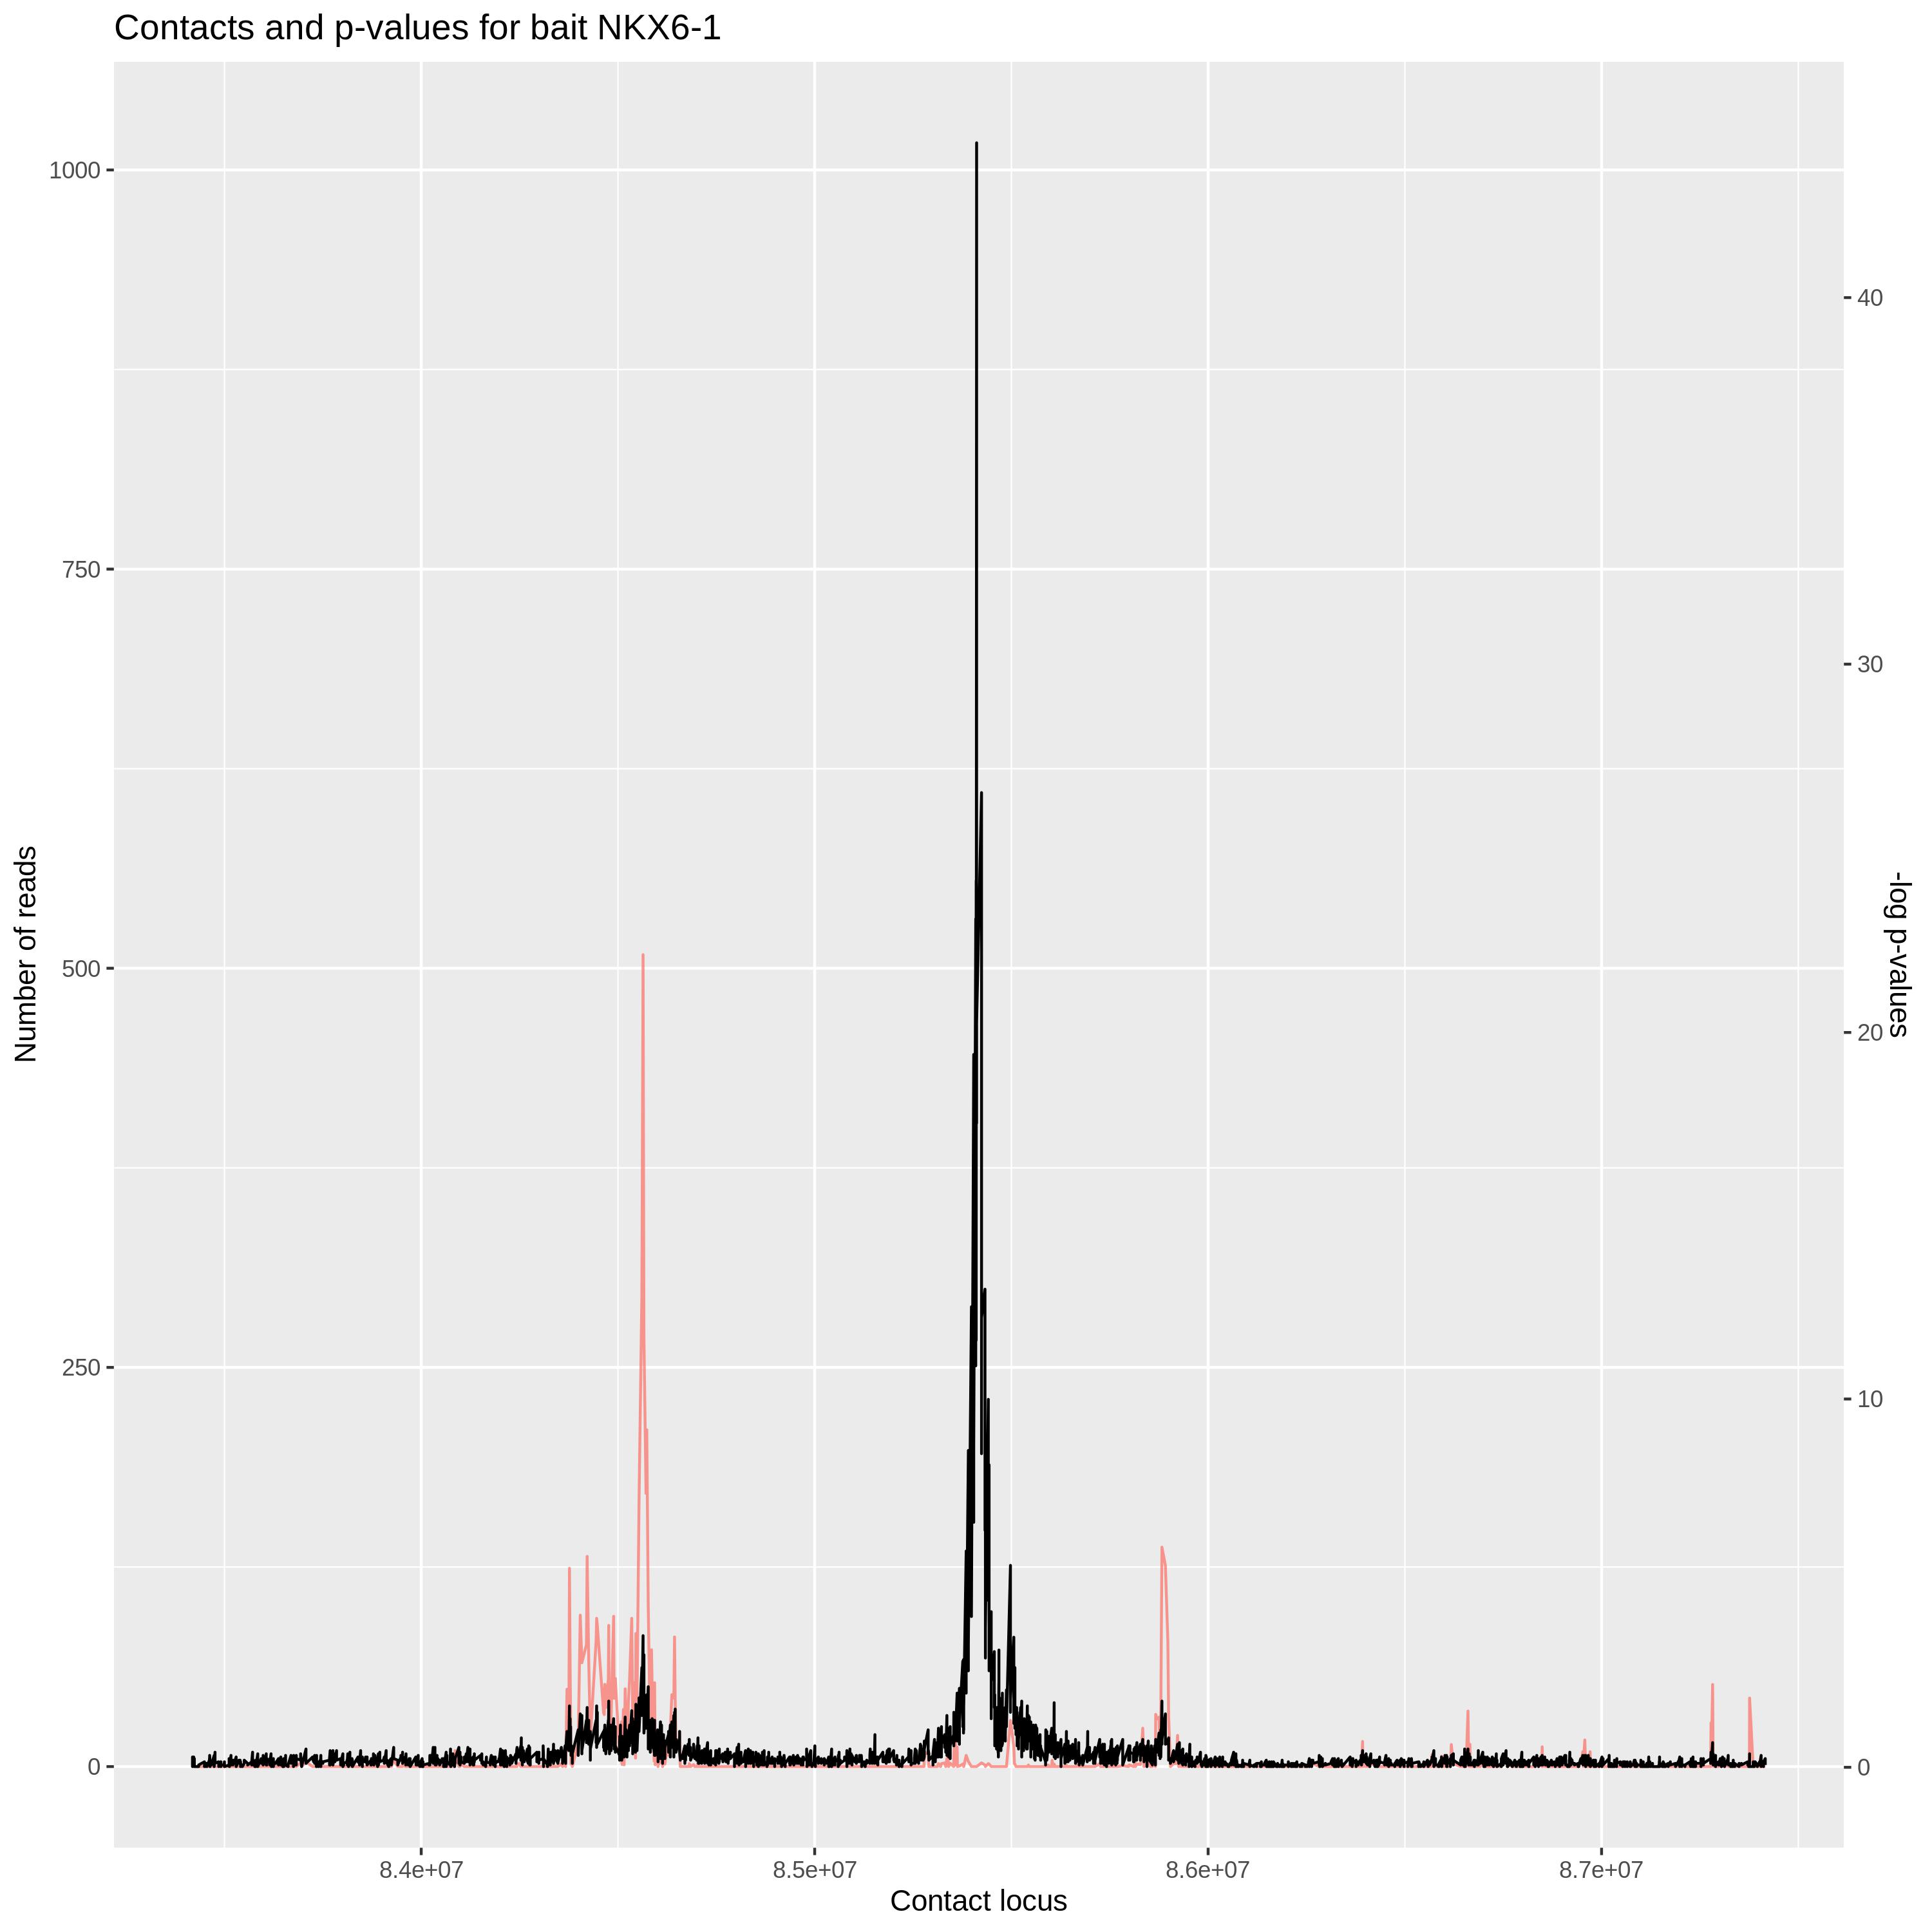 Contacts and p-values for bait NKX6-1
1000
750
500
250
0
Number of reads
40
30
20
10
0
-log p-values
8.4e+07
8.5e+07
8.6e+07
8.7e+07
Contact locus